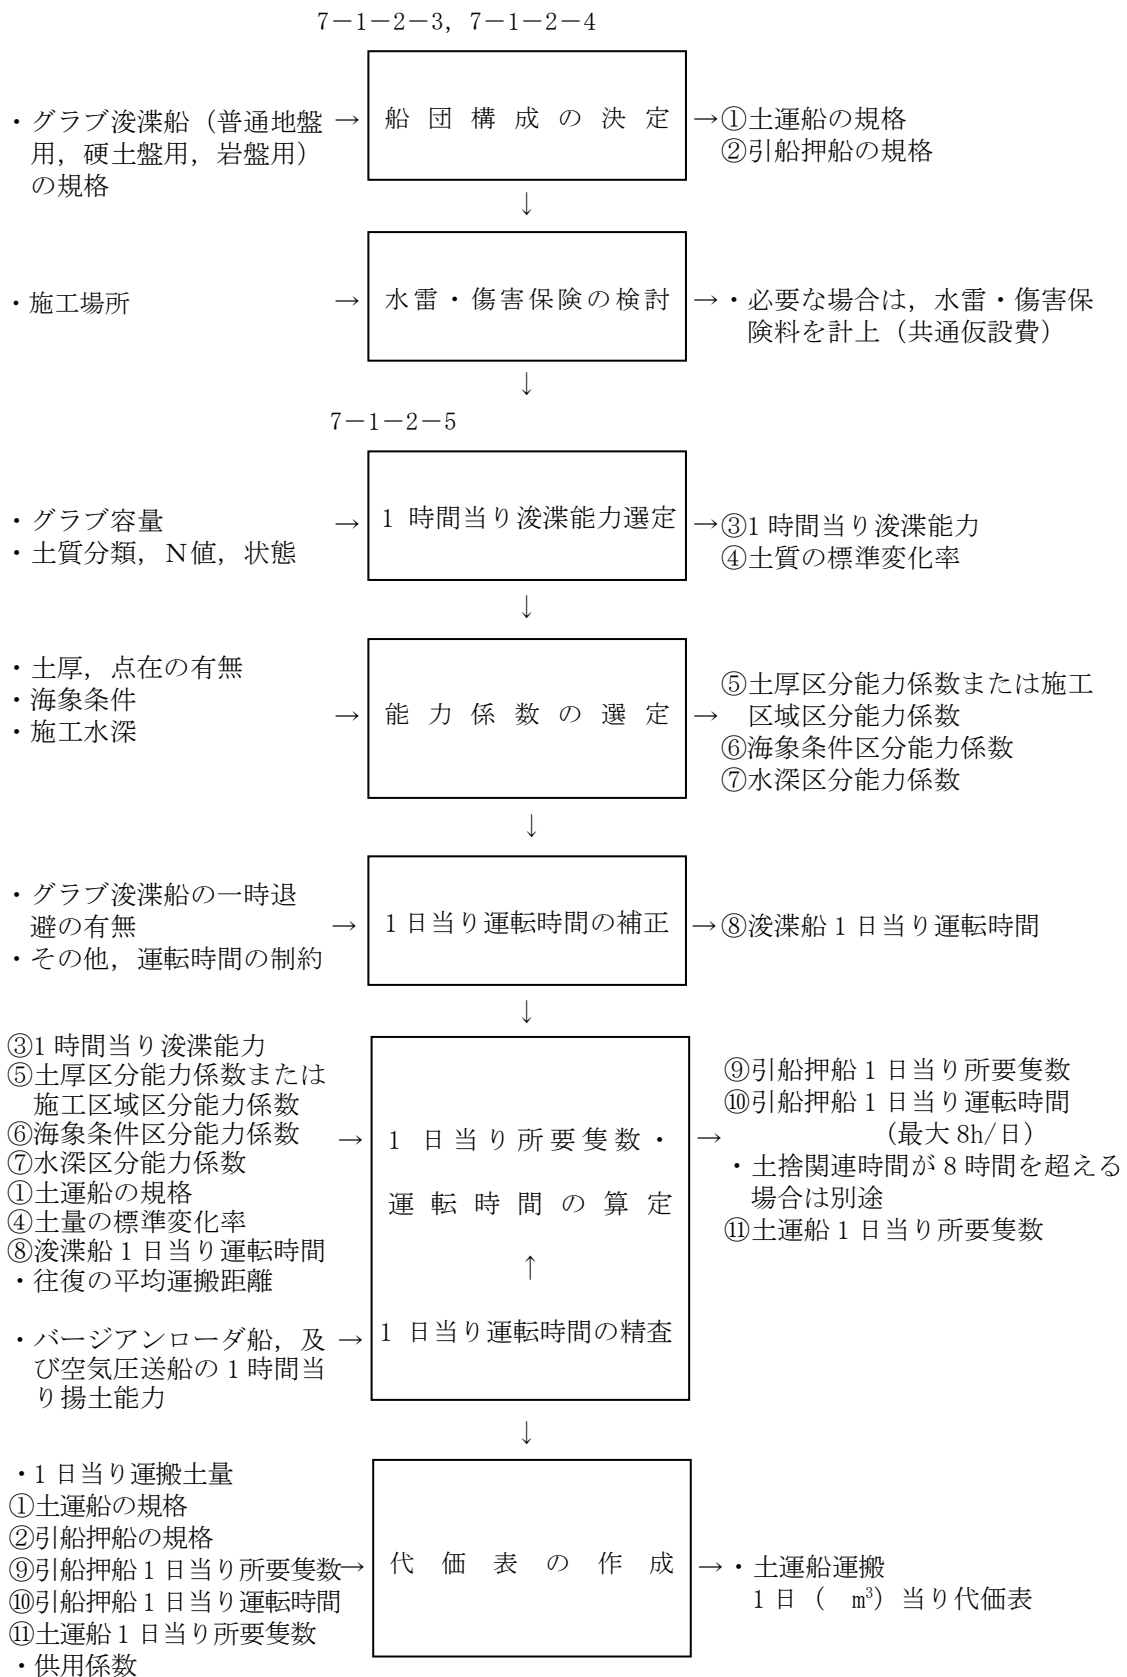 7－1－2－3，7－1－2－4
・グラブ浚渫船（普通地盤
用，硬土盤用，岩盤用）
の規格
→
船団構成の決定
→①土運船の規格
②引船押船の規格
↓
・施工場所
→
水雷・傷害保険の検討
→・必要な場合は，水雷・傷害保
険料を計上（共通仮設費）
↓
7－1－2－5
・グラブ容量
・土質分類，Ｎ値，状態
→
1 時間当り浚渫能力選定
→③1 時間当り浚渫能力
④土質の標準変化率
↓
・土厚，点在の有無
・海象条件
・施工水深
→
能力係数の選定
→
⑤土厚区分能力係数または施工
区域区分能力係数
⑥海象条件区分能力係数
⑦水深区分能力係数
↓
・グラブ浚渫船の一時退
避の有無
・その他，運転時間の制約
→
1 日当り運転時間の補正
→⑧浚渫船 1 日当り運転時間
↓
③1 時間当り浚渫能力
⑤土厚区分能力係数または
施工区域区分能力係数
⑥海象条件区分能力係数
⑦水深区分能力係数
①土運船の規格
④土量の標準変化率
⑧浚渫船 1 日当り運転時間
・往復の平均運搬距離
→
・バージアンローダ船，及
び空気圧送船の 1 時間当
り揚土能力
→
1 日当り所要隻数・
運転時間の算定
↑
1 日当り運転時間の精査
→
⑨引船押船 1 日当り所要隻数
⑩引船押船 1 日当り運転時間
(最大 8h/日)
・土捨関連時間が 8 時間を超える
場合は別途
⑪土運船 1 日当り所要隻数
↓
・1 日当り運搬土量
①土運船の規格
②引船押船の規格
⑨引船押船 1 日当り所要隻数→
⑩引船押船 1 日当り運転時間
⑪土運船 1 日当り所要隻数
・供用係数
代価表の作成
→・土運船運搬
1 日（　m³）当り代価表